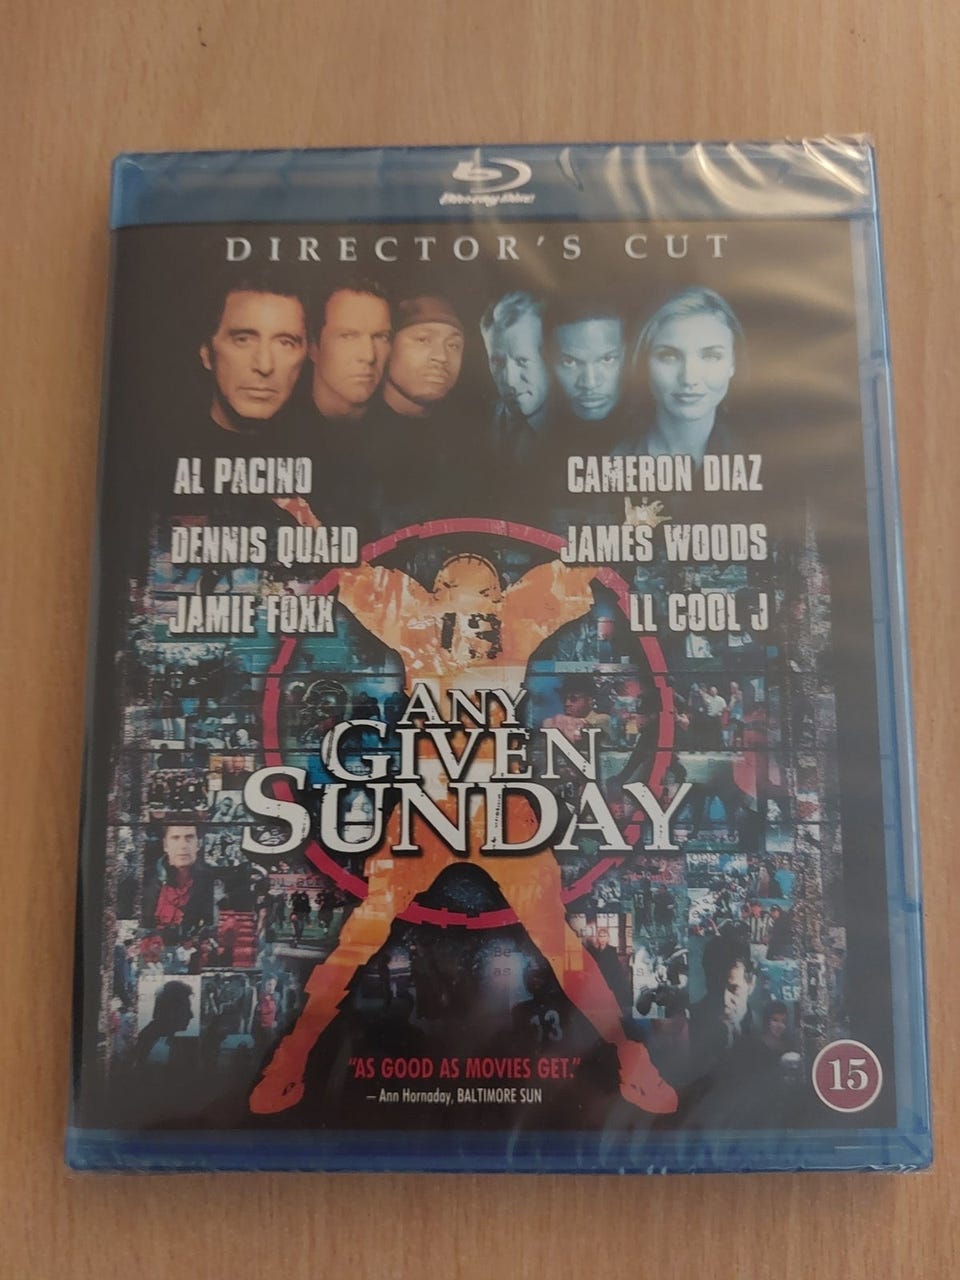 Blu-ray Disc
DIRECTOR'S CUT
AL PACINO
CAMERON DIAZ
DENNIS QUAID
JAMES WOODS
JAMIE FOXX
LL COOL J
13
ANY
GIVEN
SUNDAY
13
"AS GOOD AS MOVIES GET."
– Ann Hornaday, BALTIMORE SUN
15